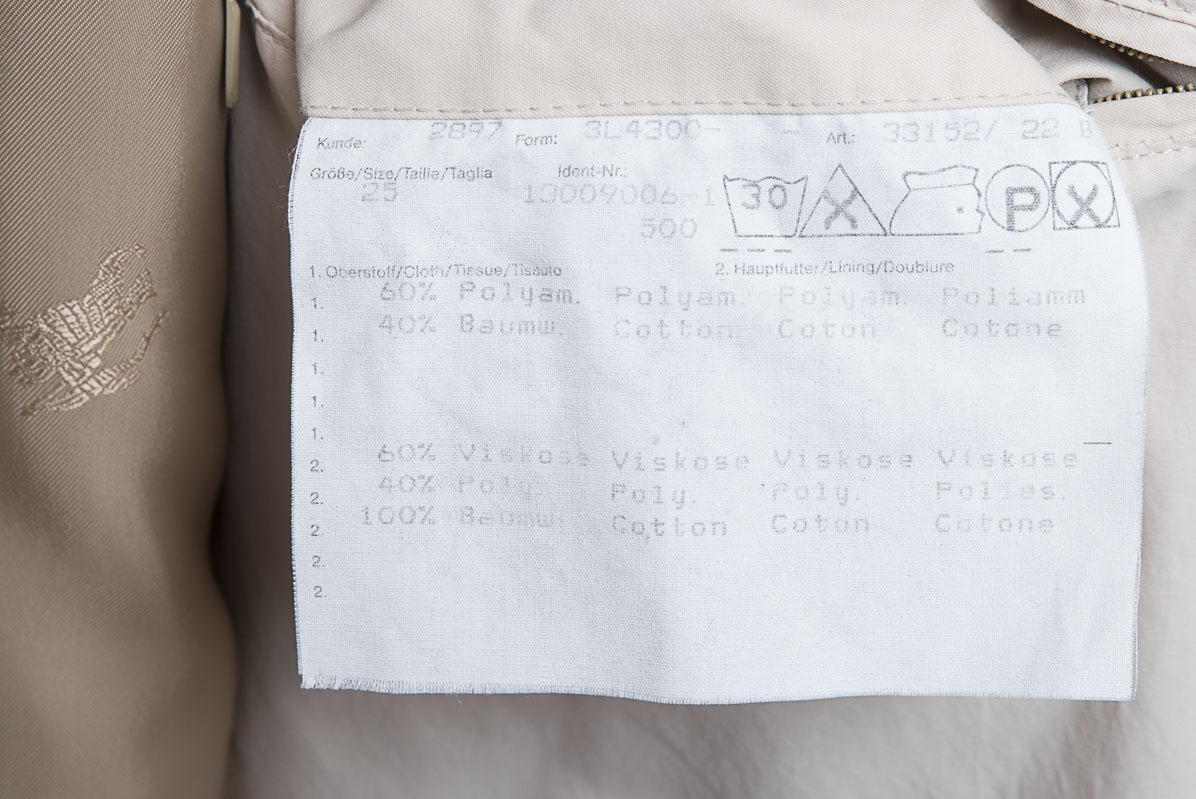 Kunde: 2897 Form: 3L4300- - Art.: 33152/ 22 B
Größe/Size/Taille/Taglia Ident-Nr.:
25 13009006-1 30 X P X
500
1. Oberstoff/Cloth/Tissue/Tissuto 2. Hauptfutter/Lining/Doublure
1. 60% Polyam. Polyam. Polyam. Poliamm
1. 40% Baumw. Cotton Coton Cotone
1.
1.
1.
2. 60% Viskose Viskose Viskose Viskose
2. 40% Poly. Poly. Poly. Polies.
2. 100% Baumw. Cotton Coton Cotone
2.
2.